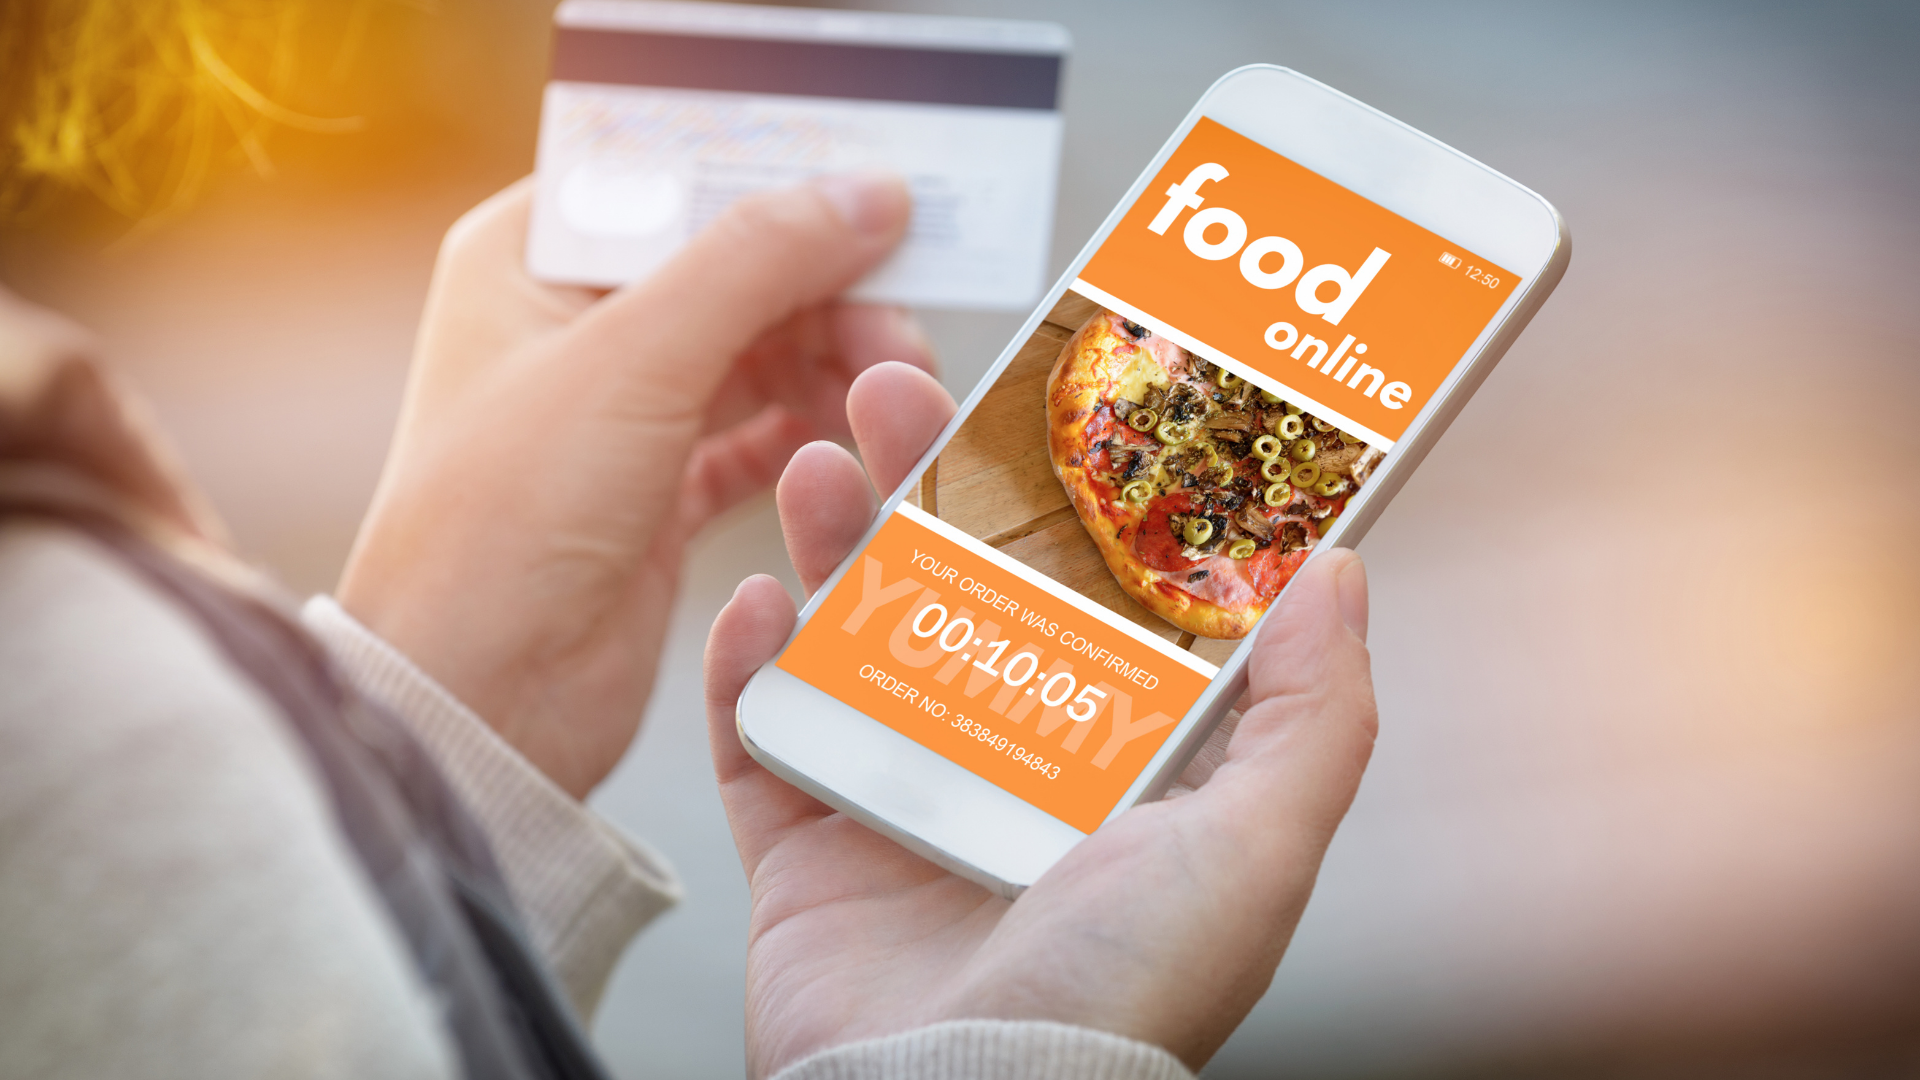 food
online
12:50
YOUR ORDER WAS CONFIRMED
YUMMY
00:10:05
ORDER NO: 383849194843